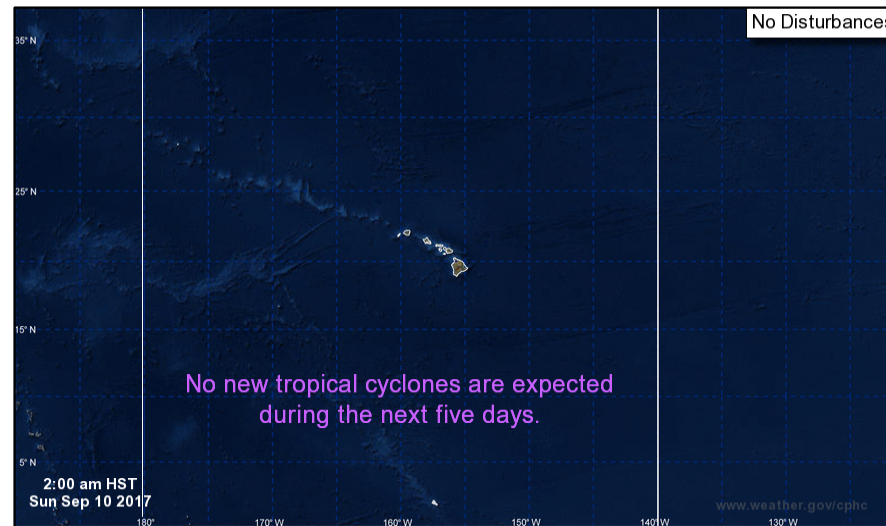 No Disturbances
35° N
25° N
15° N
No new tropical cyclones are expected
during the next five days.
5° N
2:00 am HST
Sun Sep 10 2017
www.weather.gov/cphc
180°
170° W
160° W
150° W
140° W
130° W